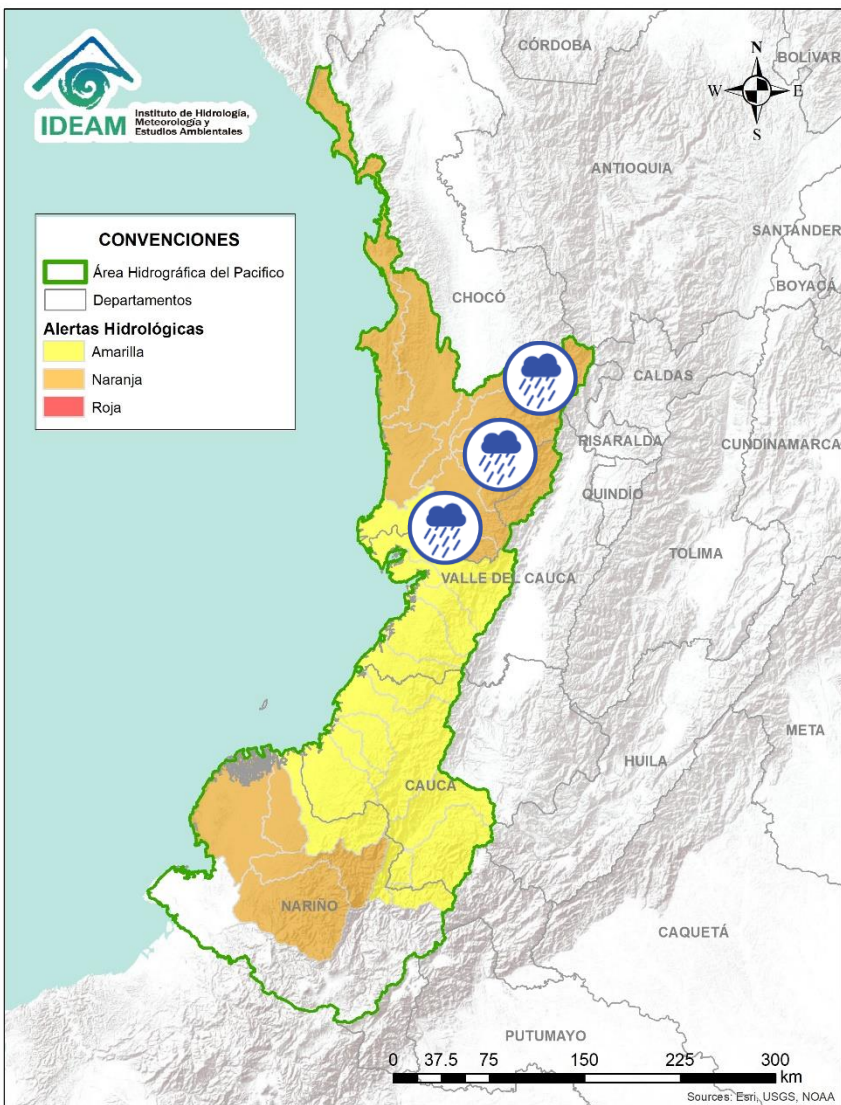 IDEAM
Instituto de Hidrología,
Meteorología y
Estudios Ambientales
CÓRDOBA
BOLÍVAR
N
W
E
S
ANTIOQUIA
SANTANDER
BOYACÁ
CONVENCIONES
Área Hidrográfica del Pacifico
Departamentos
Alertas Hidrológicas
Amarilla
Naranja
Roja
CHOCÓ
CALDAS
RISARALDA
CUNDINAMARCA
QUINDÍO
TOLIMA
VALLE DEL CAUCA
META
HUILA
CAUCA
NARIÑO
CAQUETÁ
PUTUMAYO
0 37.5 75 150 225 300
km
Sources: Esri, USGS, NOAA